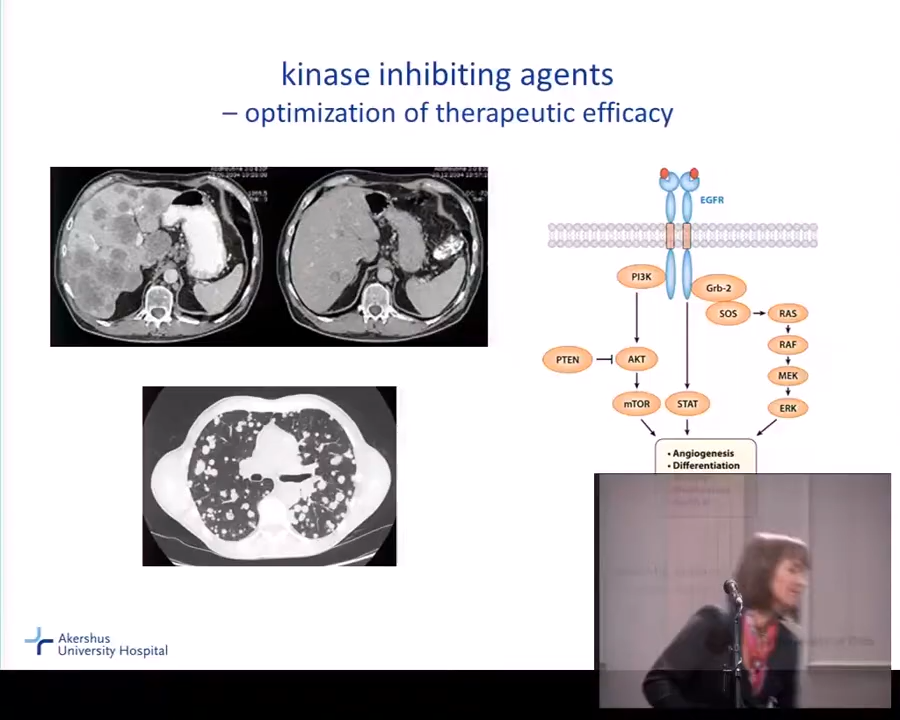 kinase inhibiting agents
– optimization of therapeutic efficacy
EGFR
PI3K
Grb-2
SOS
RAS
RAF
PTEN
AKT
MEK
mTOR
STAT
ERK
• Angiogenesis
• Differentiation
Akershus
University Hospital